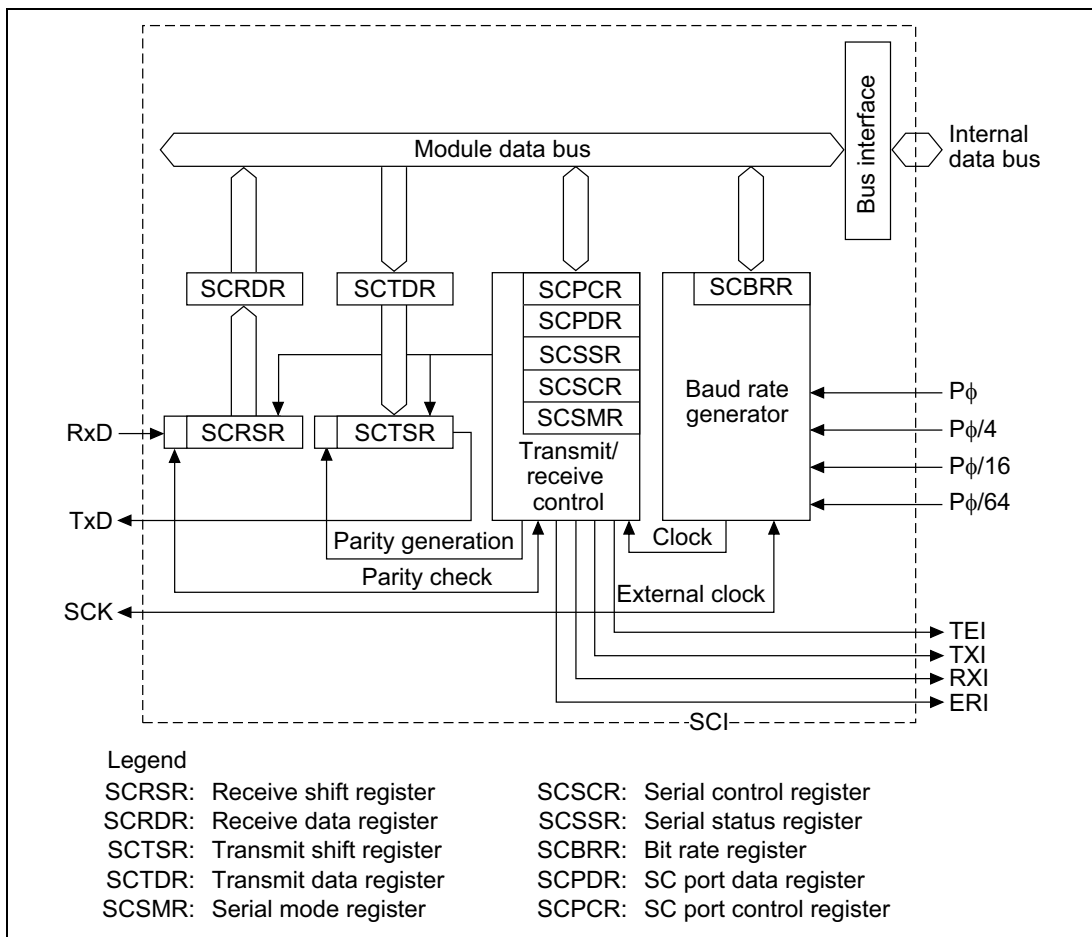 Module data bus
Bus interface
Internal
data bus
SCRDR
SCTDR
SCPCR
SCPDR
SCSSR
SCSCR
SCSMR
Transmit/
receive
control
SCBRR
Baud rate
generator
Pϕ
Pϕ/4
Pϕ/16
Pϕ/64
RxD
SCRSR
SCTSR
TxD
Parity generation
Parity check
Clock
External clock
SCK
TEI
TXI
RXI
ERI
SCI
Legend
SCRSR: Receive shift register
SCRDR: Receive data register
SCTSR: Transmit shift register
SCTDR: Transmit data register
SCSMR: Serial mode register
SCSCR: Serial control register
SCSSR: Serial status register
SCBRR: Bit rate register
SCPDR: SC port data register
SCPCR: SC port control register